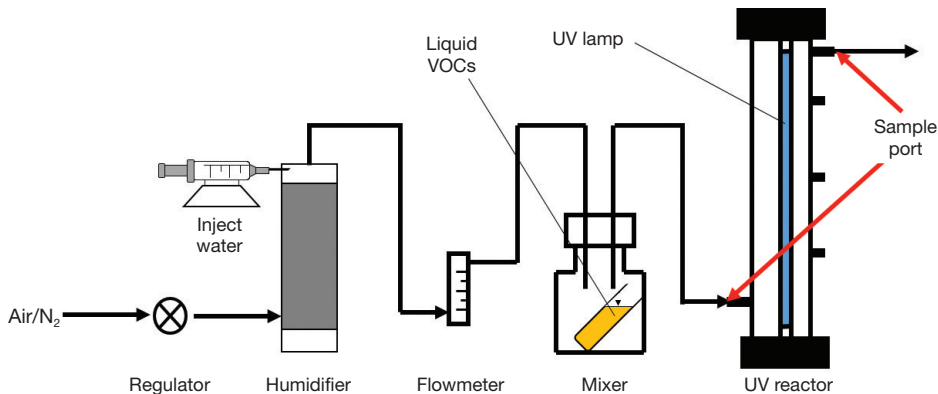 Liquid
VOCs
UV lamp
Sample
port
Inject
water
Air/N₂
Regulator
Humidifier
Flowmeter
Mixer
UV reactor